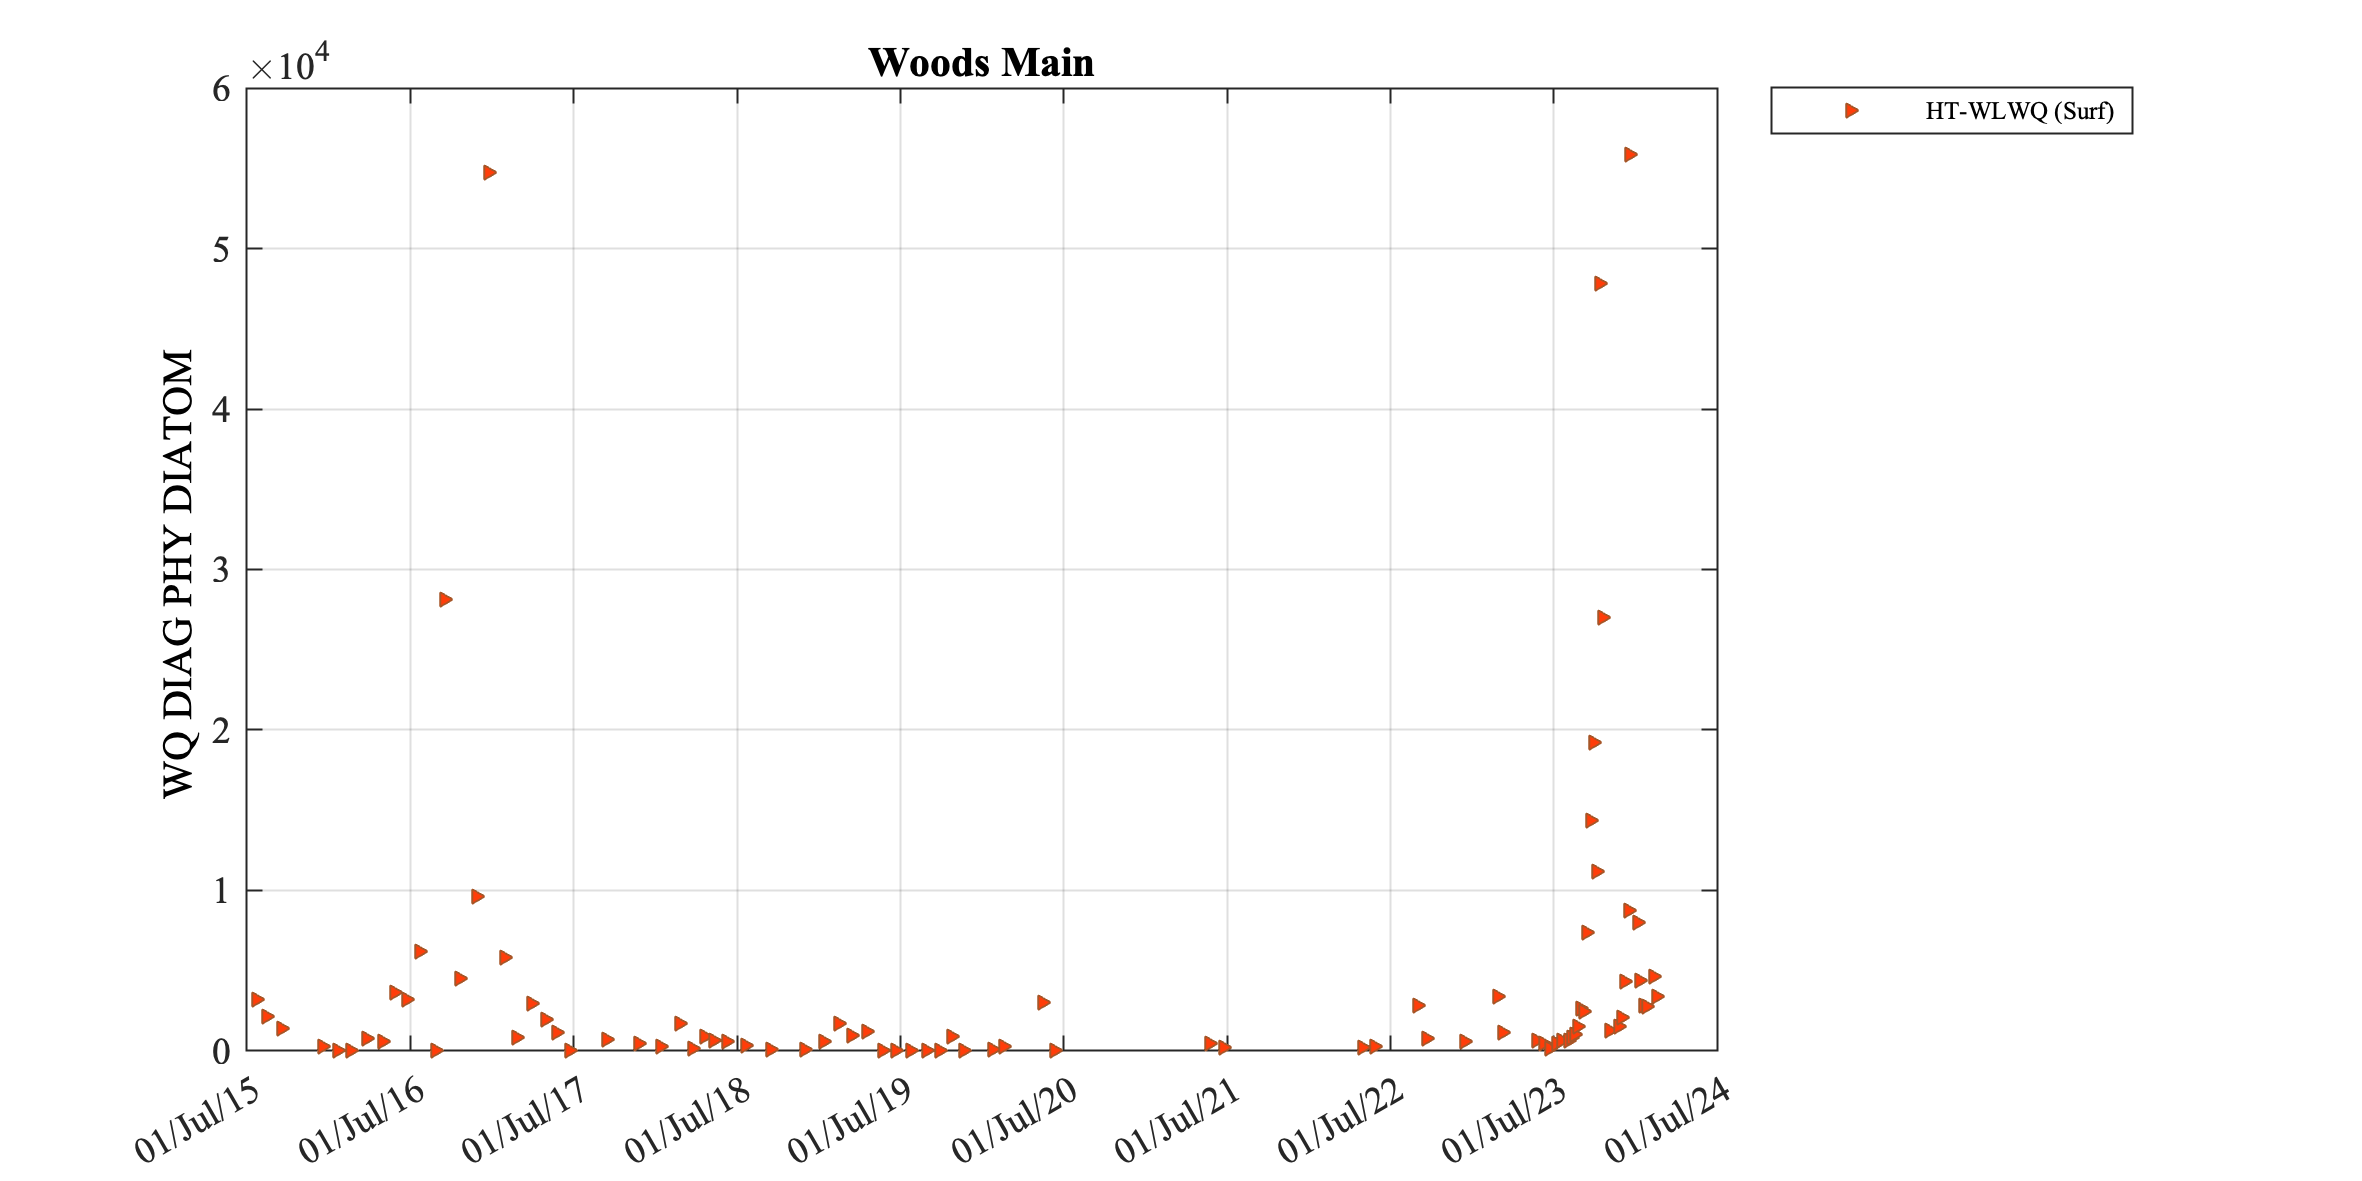 Woods Main
×10⁴
6
5
4
3
2
1
0
WQ DIAG PHY DIATOM
01/Jul/15
01/Jul/16
01/Jul/17
01/Jul/18
01/Jul/19
01/Jul/20
01/Jul/21
01/Jul/22
01/Jul/23
01/Jul/24
HT-WLWQ (Surf)